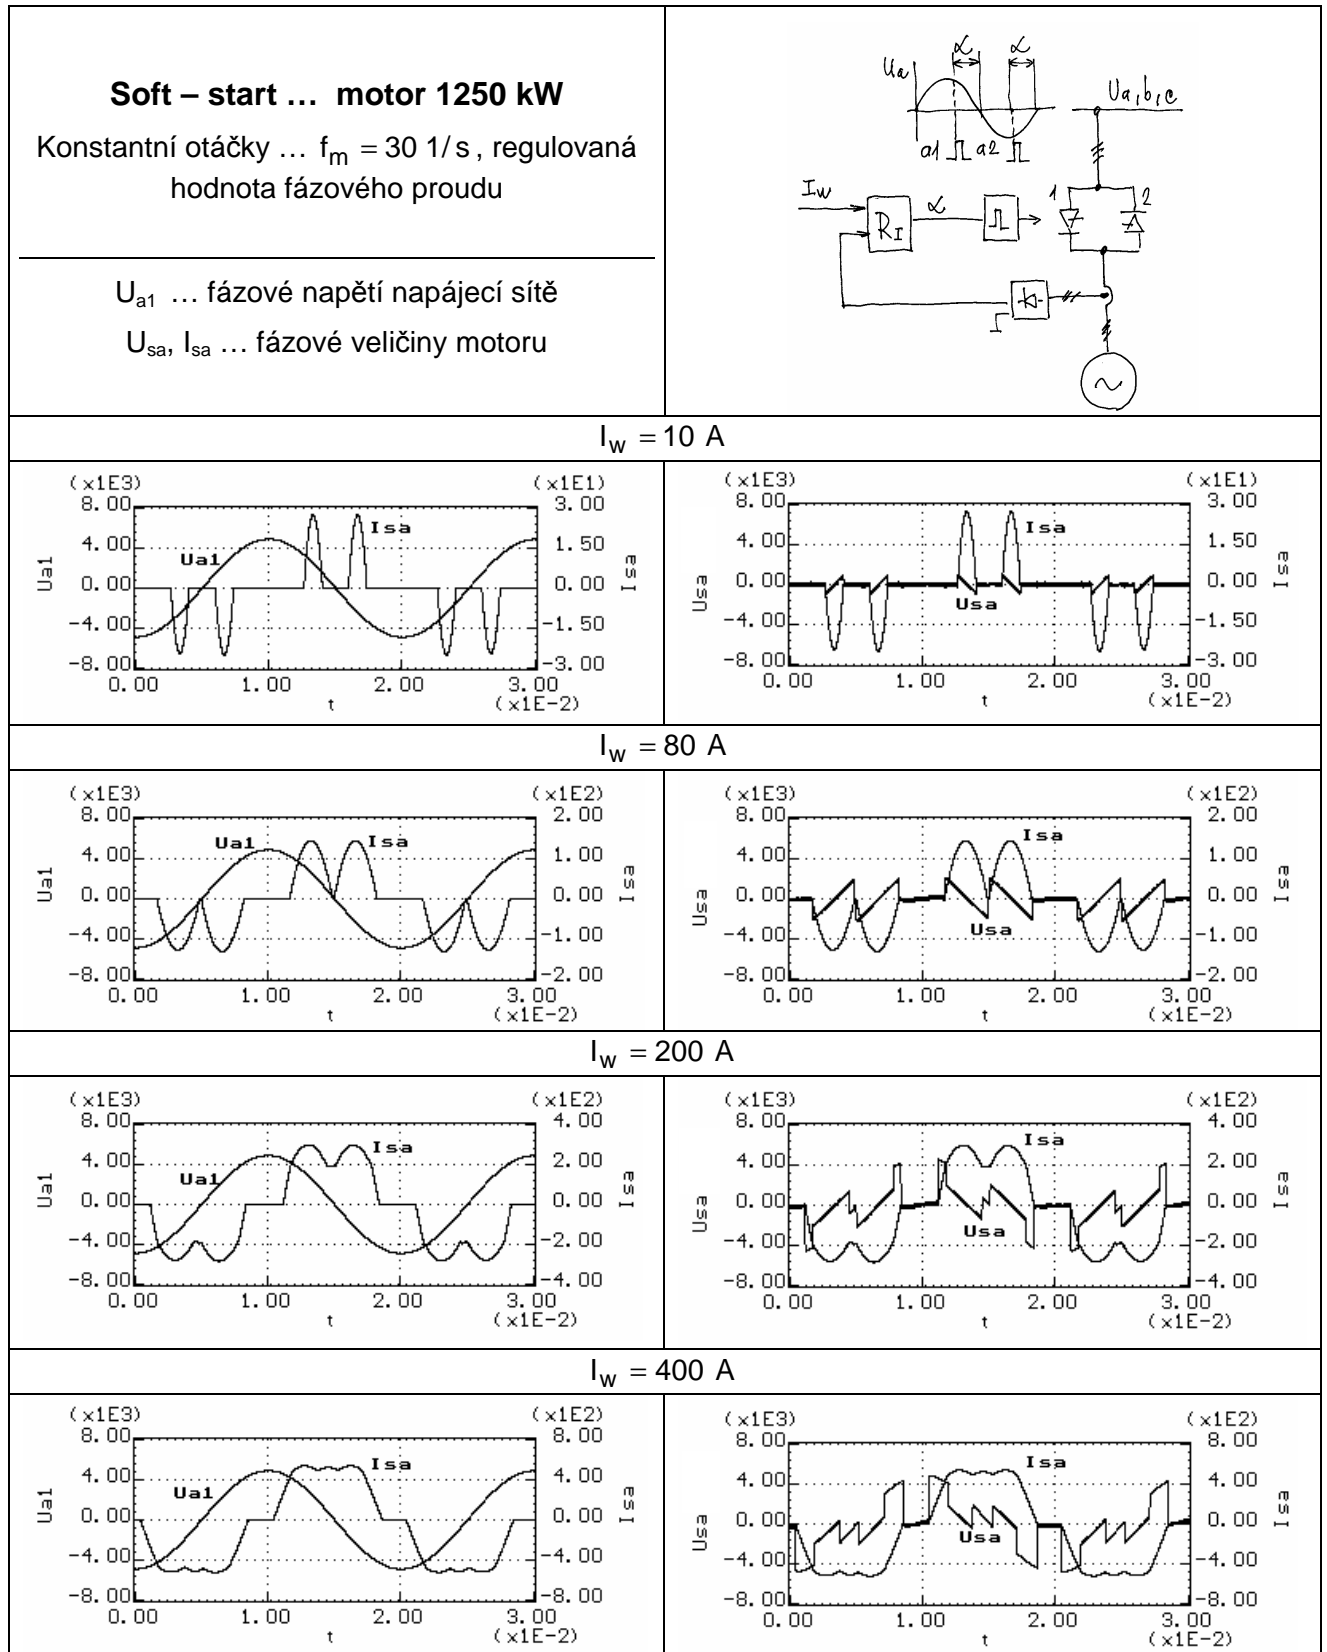 Soft – start … motor 1250 kW
Konstantní otáčky … fm = 30 1/s , regulovaná
hodnota fázového proudu
Ua1 … fázové napětí napájecí sítě
Usa, Isa … fázové veličiny motoru
Ua α α
a1 a2
Ua,b,c
Iw
RI
α
1 2
I
~
Iw = 10 A
(x1E3) (x1E1)
8.00 3.00
4.00 1.50
0.00 0.00
-4.00 -1.50
-8.00 -3.00
Ua1 Ua1 Isa Isa
0.00 1.00 2.00 3.00
t (x1E-2)
(x1E3) (x1E1)
8.00 3.00
4.00 1.50
0.00 0.00
-4.00 -1.50
-8.00 -3.00
Usa Usa Isa Isa
0.00 1.00 2.00 3.00
t (x1E-2)
Iw = 80 A
(x1E3) (x1E2)
8.00 2.00
4.00 1.00
0.00 0.00
-4.00 -1.00
-8.00 -2.00
Ua1 Ua1 Isa Isa
0.00 1.00 2.00 3.00
t (x1E-2)
(x1E3) (x1E2)
8.00 2.00
4.00 1.00
0.00 0.00
-4.00 -1.00
-8.00 -2.00
Usa Usa Isa Isa
0.00 1.00 2.00 3.00
t (x1E-2)
Iw = 200 A
(x1E3) (x1E2)
8.00 4.00
4.00 2.00
0.00 0.00
-4.00 -2.00
-8.00 -4.00
Ua1 Ua1 Isa Isa
0.00 1.00 2.00 3.00
t (x1E-2)
(x1E3) (x1E2)
8.00 4.00
4.00 2.00
0.00 0.00
-4.00 -2.00
-8.00 -4.00
Usa Usa Isa Isa
0.00 1.00 2.00 3.00
t (x1E-2)
Iw = 400 A
(x1E3) (x1E2)
8.00 8.00
4.00 4.00
0.00 0.00
-4.00 -4.00
-8.00 -8.00
Ua1 Ua1 Isa Isa
0.00 1.00 2.00 3.00
t (x1E-2)
(x1E3) (x1E2)
8.00 8.00
4.00 4.00
0.00 0.00
-4.00 -4.00
-8.00 -8.00
Usa Usa Isa Isa
0.00 1.00 2.00 3.00
t (x1E-2)